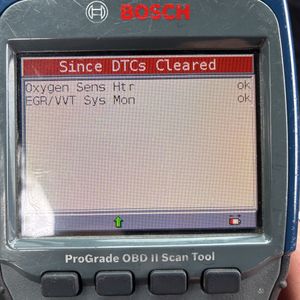 BOSCH
Since DTCs Cleared
Oxygen Sens Htr ok
EGR/VVT Sys Mon ok
ProGrade OBD II Scan Tool